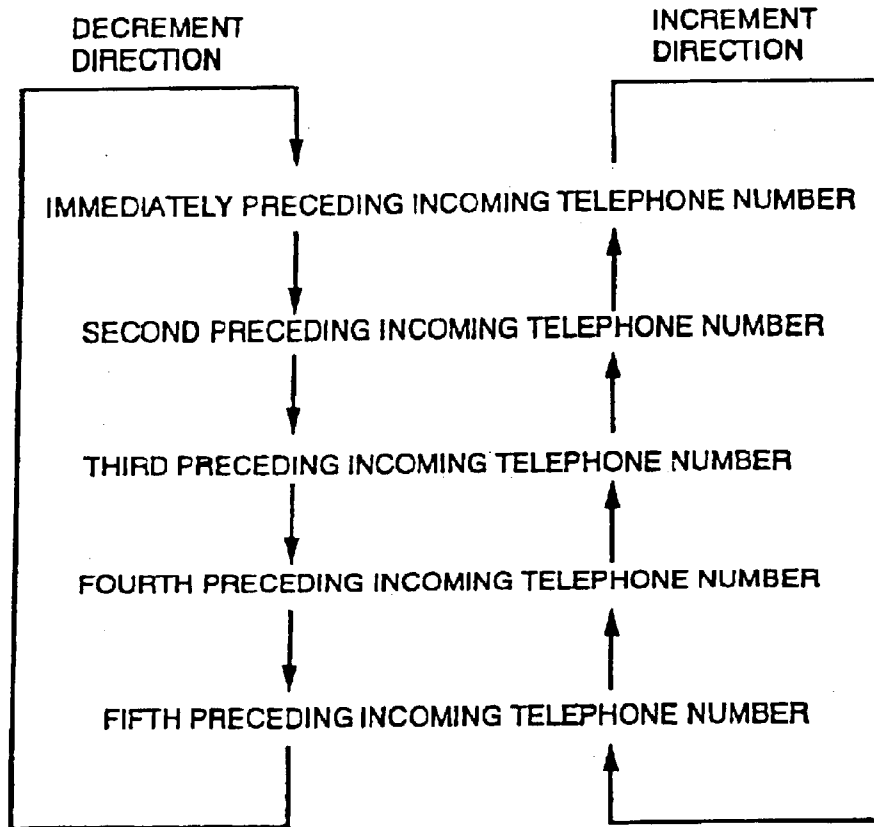 DECREMENT
DIRECTION
INCREMENT
DIRECTION
IMMEDIATELY PRECEDING INCOMING TELEPHONE NUMBER
SECOND PRECEDING INCOMING TELEPHONE NUMBER
THIRD PRECEDING INCOMING TELEPHONE NUMBER
FOURTH PRECEDING INCOMING TELEPHONE NUMBER
FIFTH PRECEDING INCOMING TELEPHONE NUMBER